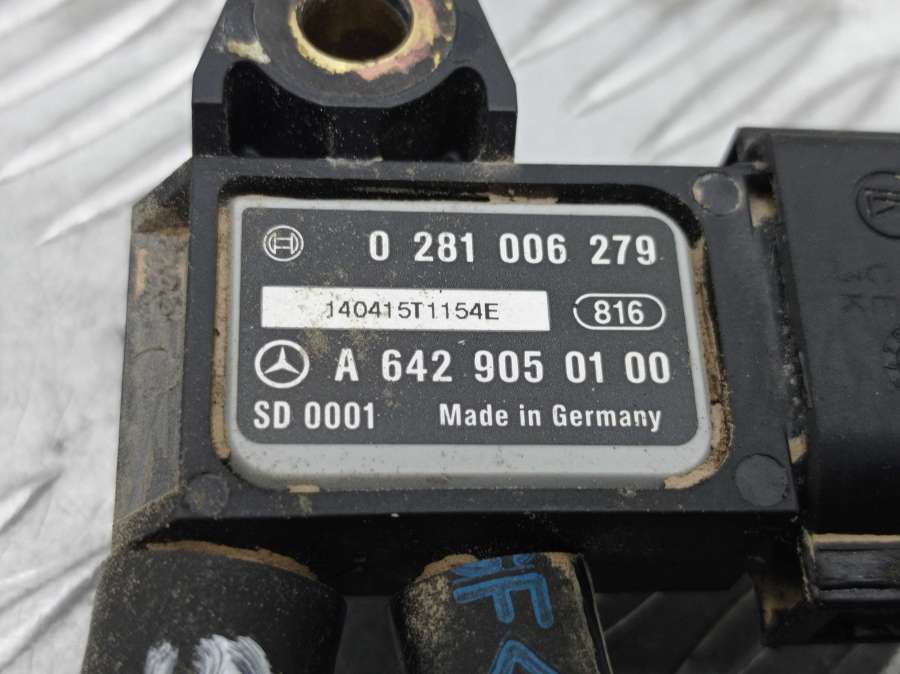 0 281 006 279
140415T1154E 816
A 642 905 01 00
SD 0001 Made in Germany